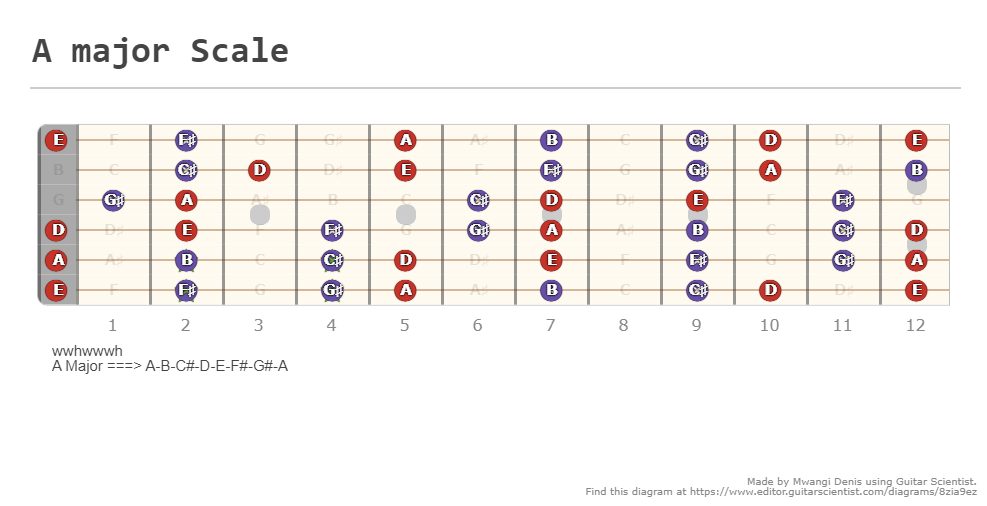 A major Scale
E F F♯ G G♯ A A♯ B C C♯ D D♯ E
B C C♯ D D♯ E F F♯ G G♯ A A♯ B
G G♯ A A♯ B C C♯ D D♯ E F F♯ G
D D♯ E F F♯ G G♯ A A♯ B C C♯ D
A A♯ B C C♯ D D♯ E F F♯ G G♯ A
E F F♯ G G♯ A A♯ B C C♯ D D♯ E
1 2 3 4 5 6 7 8 9 10 11 12
wwhwwwh
A Major ===> A-B-C#-D-E-F#-G#-A
Made by Mwangi Denis using Guitar Scientist.
Find this diagram at https://www.editor.guitarscientist.com/diagrams/8zia9ez